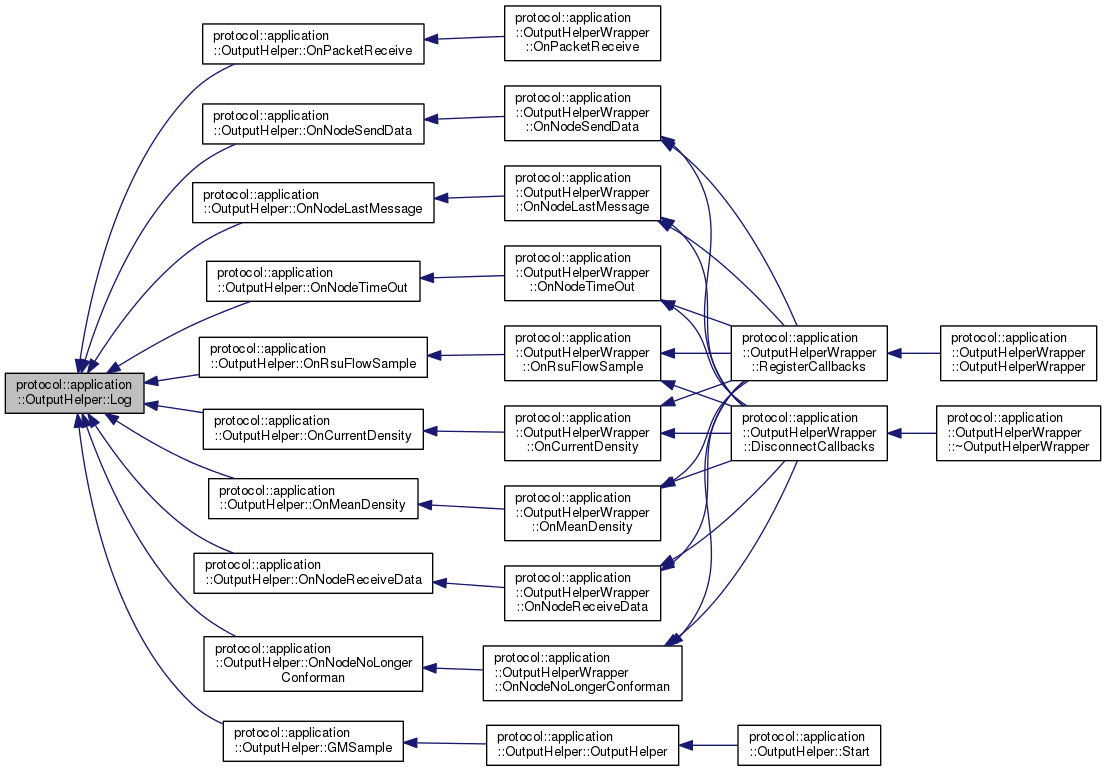 protocol::application
::OutputHelper::Log
protocol::application
::OutputHelper::OnPacketReceive
protocol::application
::OutputHelper::OnNodeSendData
protocol::application
::OutputHelper::OnNodeLastMessage
protocol::application
::OutputHelper::OnNodeTimeOut
protocol::application
::OutputHelper::OnRsuFlowSample
protocol::application
::OutputHelper::OnCurrentDensity
protocol::application
::OutputHelper::OnMeanDensity
protocol::application
::OutputHelper::OnNodeReceiveData
protocol::application
::OutputHelper::OnNodeNoLonger
Conforman
protocol::application
::OutputHelper::GMSample
protocol::application
::OutputHelperWrapper
::OnPacketReceive
protocol::application
::OutputHelperWrapper
::OnNodeSendData
protocol::application
::OutputHelperWrapper
::OnNodeLastMessage
protocol::application
::OutputHelperWrapper
::OnNodeTimeOut
protocol::application
::OutputHelperWrapper
::OnRsuFlowSample
protocol::application
::OutputHelperWrapper
::OnCurrentDensity
protocol::application
::OutputHelperWrapper
::OnMeanDensity
protocol::application
::OutputHelperWrapper
::OnNodeReceiveData
protocol::application
::OutputHelperWrapper
::OnNodeNoLongerConforman
protocol::application
::OutputHelper::OutputHelper
protocol::application
::OutputHelperWrapper
::RegisterCallbacks
protocol::application
::OutputHelperWrapper
::DisconnectCallbacks
protocol::application
::OutputHelper::Start
protocol::application
::OutputHelperWrapper
::OutputHelperWrapper
protocol::application
::OutputHelperWrapper
::~OutputHelperWrapper